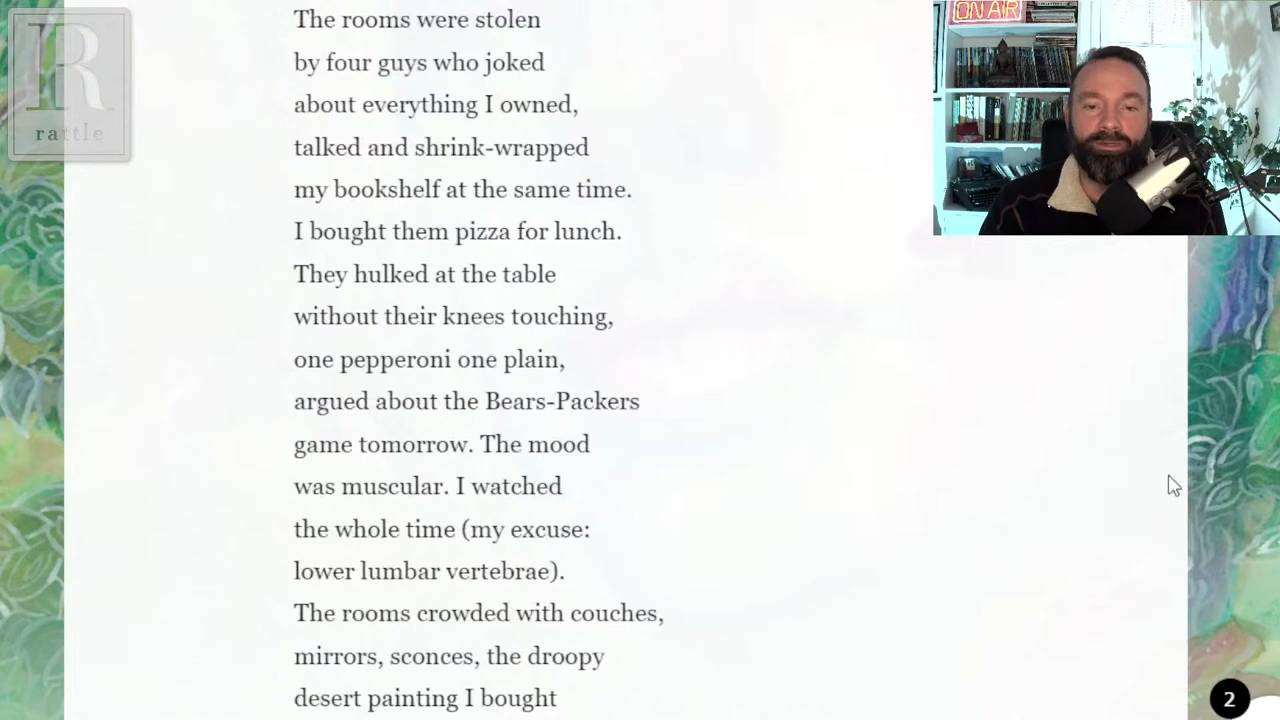 R
rattle
ON AIR
The rooms were stolen
by four guys who joked
about everything I owned,
talked and shrink-wrapped
my bookshelf at the same time.
I bought them pizza for lunch.
They hulked at the table
without their knees touching,
one pepperoni one plain,
argued about the Bears-Packers
game tomorrow. The mood
was muscular. I watched
the whole time (my excuse:
lower lumbar vertebrae).
The rooms crowded with couches,
mirrors, sconces, the droopy
desert painting I bought
2